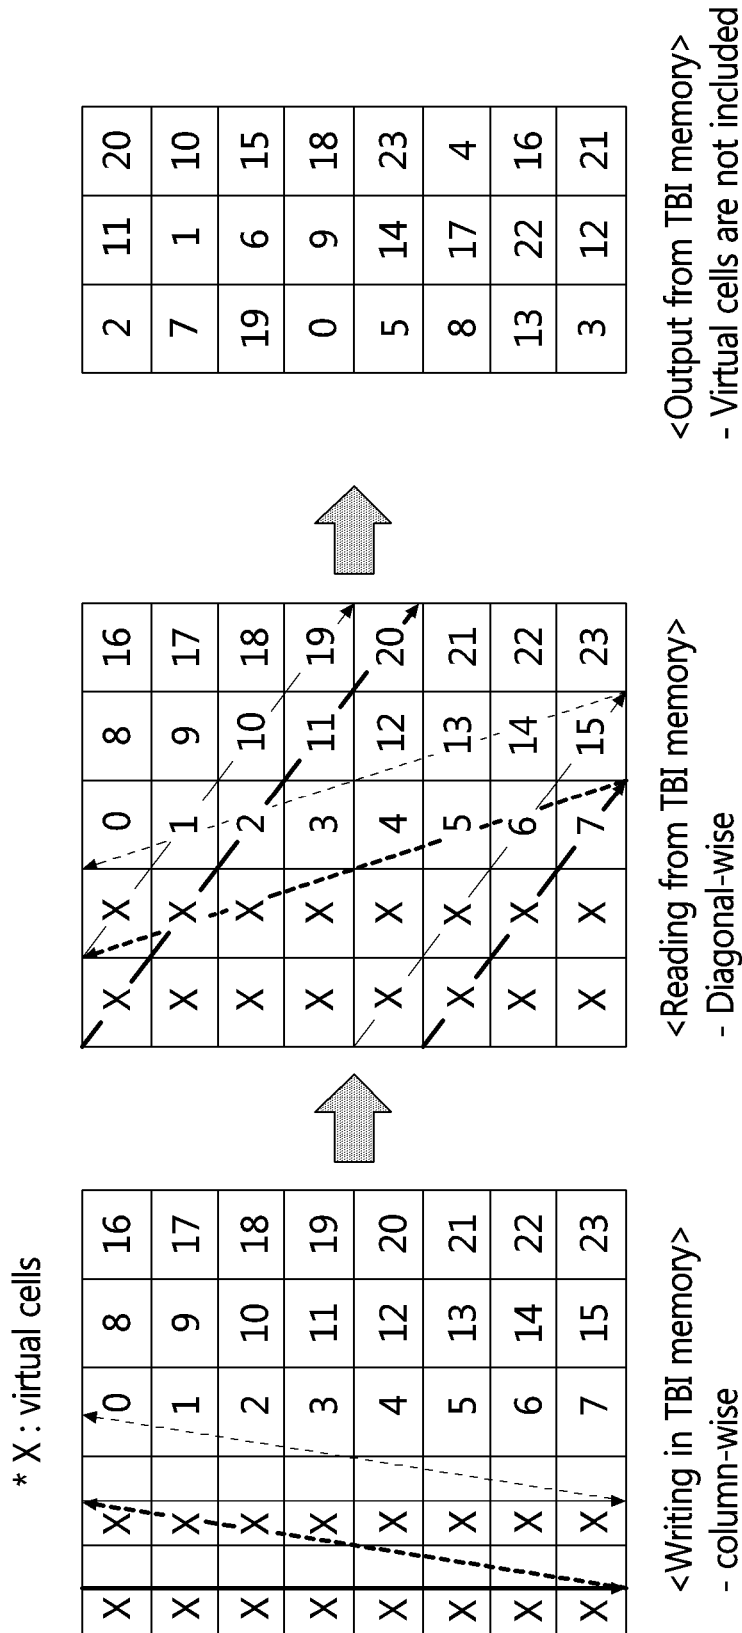 * X : virtual cells
X X 0 8 16
X X 1 9 17
X X 2 10 18
X X 3 11 19
X X 4 12 20
X X 5 13 21
X X 6 14 22
X X 7 15 23
<Writing in TBI memory>
- column-wise
X X 0 8 16
X X 1 9 17
X X 2 10 18
X X 3 11 19
X X 4 12 20
X X 5 13 21
X X 6 14 22
X X 7 15 23
<Reading from TBI memory>
- Diagonal-wise
2 11 20
7 1 10
19 6 15
0 9 18
5 14 23
8 17 4
13 22 16
3 12 21
<Output from TBI memory>
- Virtual cells are not included